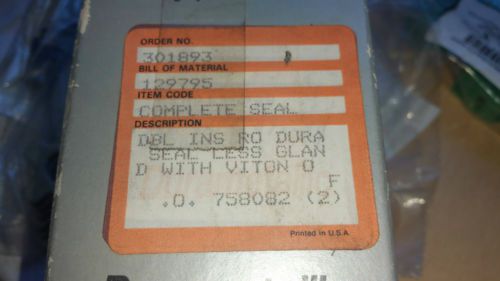 ORDER NO.
301893
BILL OF MATERIAL
129795
ITEM CODE
COMPLETE SEAL
DESCRIPTION
DBL INS RO DURA
SEAL LESS GLAN
D WITH VITON O
F
.0. 758082 (2)
Printed in U.S.A.